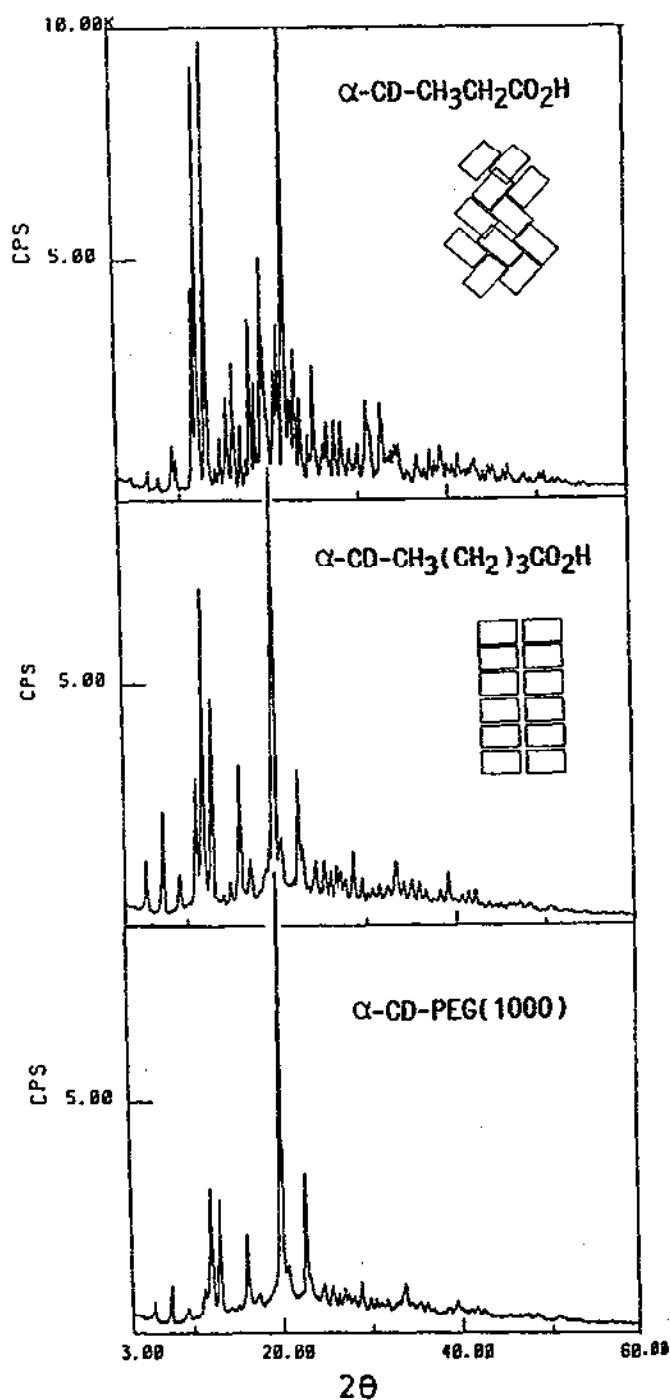 10.00K
α-CD-CH3CH2CO2H
CPS
5.00
α-CD-CH3(CH2)3CO2H
CPS
5.00
α-CD-PEG(1000)
CPS
5.00
3.00 20.00 40.00 60.00
2θ